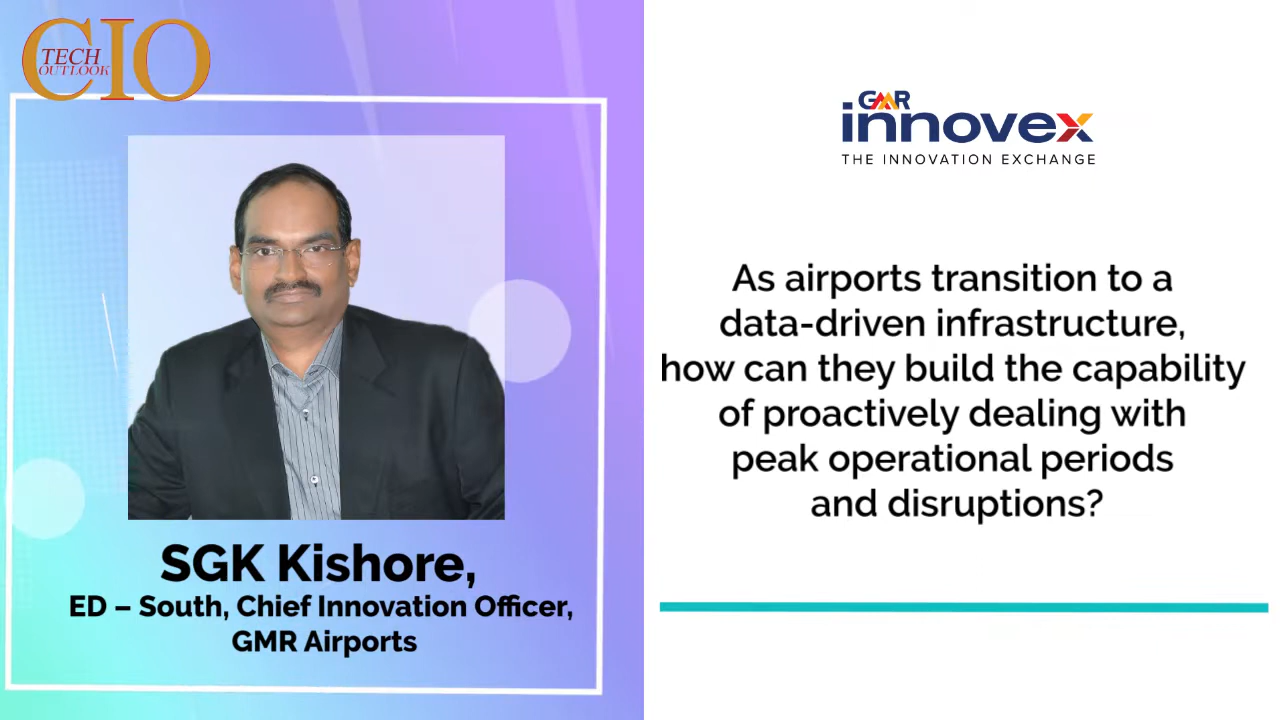 CIO
TECH
OUTLOOK
SGK Kishore,
ED – South, Chief Innovation Officer,
GMR Airports
GMR
innovex
THE INNOVATION EXCHANGE
As airports transition to a
data-driven infrastructure,
how can they build the capability
of proactively dealing with
peak operational periods
and disruptions?